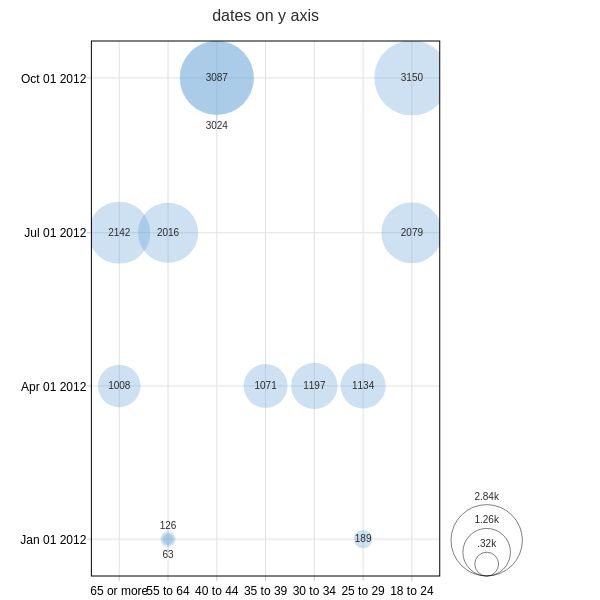 dates on y axis
Oct 01 2012
3087
3150
3024
Jul 01 2012
2142
2016
2079
Apr 01 2012
1008
1071
1197
1134
2.84k
1.26k
.32k
126
Jan 01 2012
189
63
65 or more
55 to 64
40 to 44
35 to 39
30 to 34
25 to 29
18 to 24